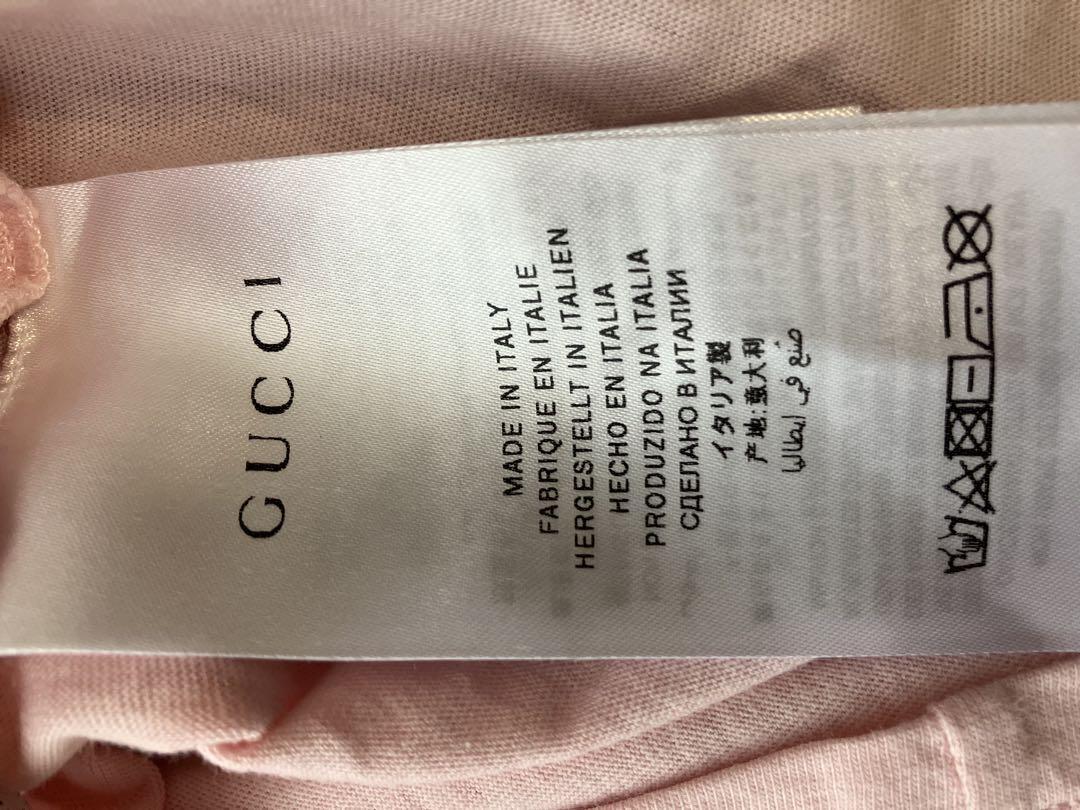 GUCCI
MADE IN ITALY
FABRIQUE EN ITALIE
HERGESTELLT IN ITALIEN
HECHO EN ITALIA
PRODUZIDO NA ITALIA
СДЕЛАНО В ИТАЛИИ
イタリア製
产地:意大利
صنع في ايطاليا